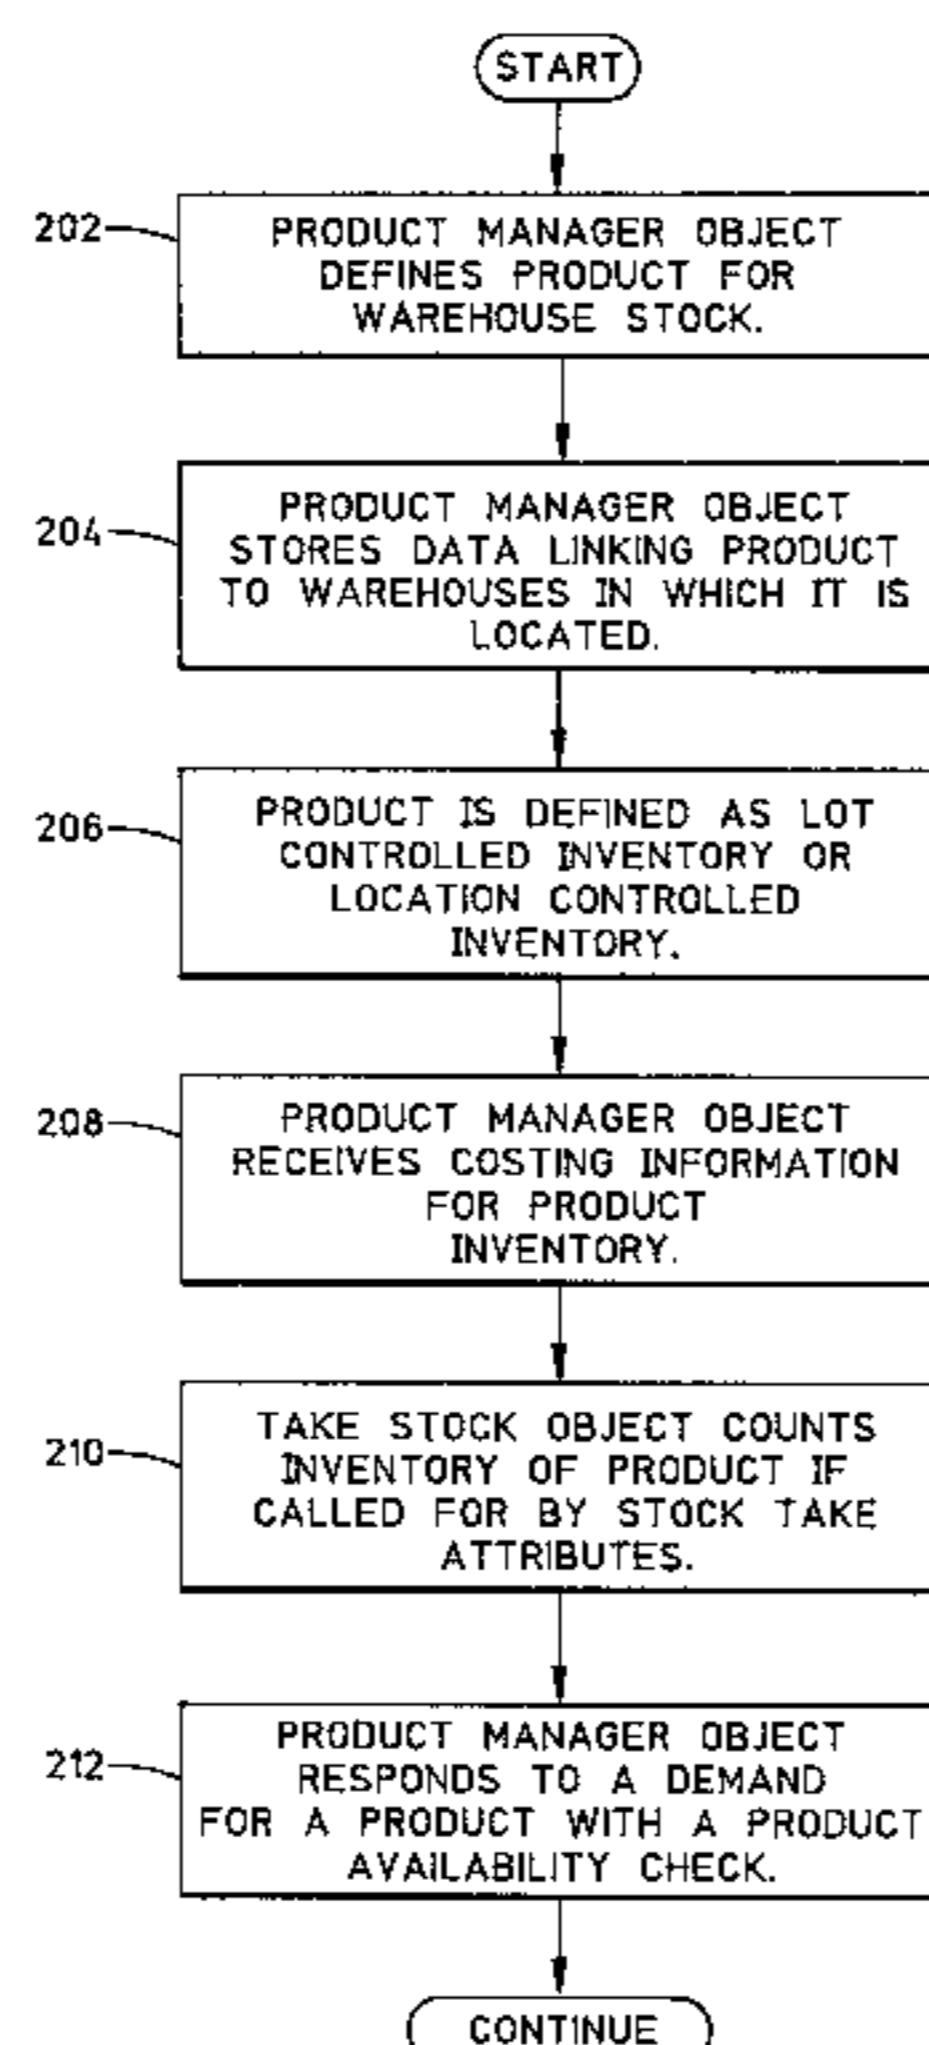 START
202
PRODUCT MANAGER OBJECT
DEFINES PRODUCT FOR
WAREHOUSE STOCK.
204
PRODUCT MANAGER OBJECT
STORES DATA LINKING PRODUCT
TO WAREHOUSES IN WHICH IT IS
LOCATED.
206
PRODUCT IS DEFINED AS LOT
CONTROLLED INVENTORY OR
LOCATION CONTROLLED
INVENTORY.
208
PRODUCT MANAGER OBJECT
RECEIVES COSTING INFORMATION
FOR PRODUCT
INVENTORY.
210
TAKE STOCK OBJECT COUNTS
INVENTORY OF PRODUCT IF
CALLED FOR BY STOCK TAKE
ATTRIBUTES.
212
PRODUCT MANAGER OBJECT
RESPONDS TO A DEMAND
FOR A PRODUCT WITH A PRODUCT
AVAILABILITY CHECK.
CONTINUE